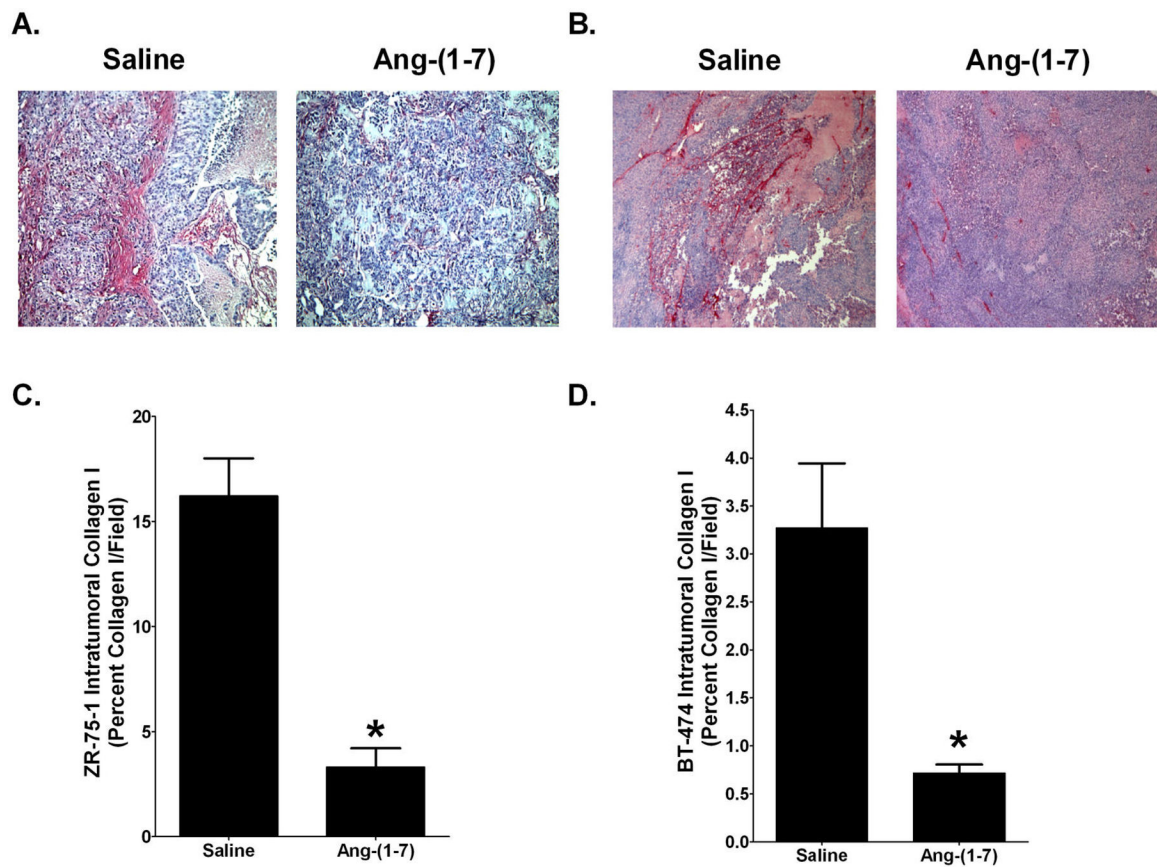 A.
Saline Ang-(1-7)
B.
Saline Ang-(1-7)
C.
ZR-75-1 Intratumoral Collagen I
(Percent Collagen I/Field)
20
15
10
5
0
*
Saline Ang-(1-7)
D.
BT-474 Intratumoral Collagen I
(Percent Collagen I/Field)
4.5
4.0
3.5
3.0
2.5
2.0
1.5
1.0
0.5
0.0
*
Saline Ang-(1-7)